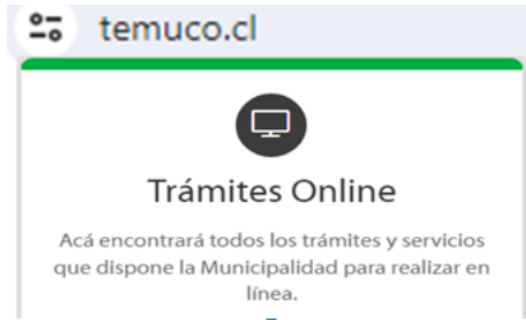 temuco.cl
Trámites Online
Acá encontrará todos los trámites y servicios
que dispone la Municipalidad para realizar en
línea.